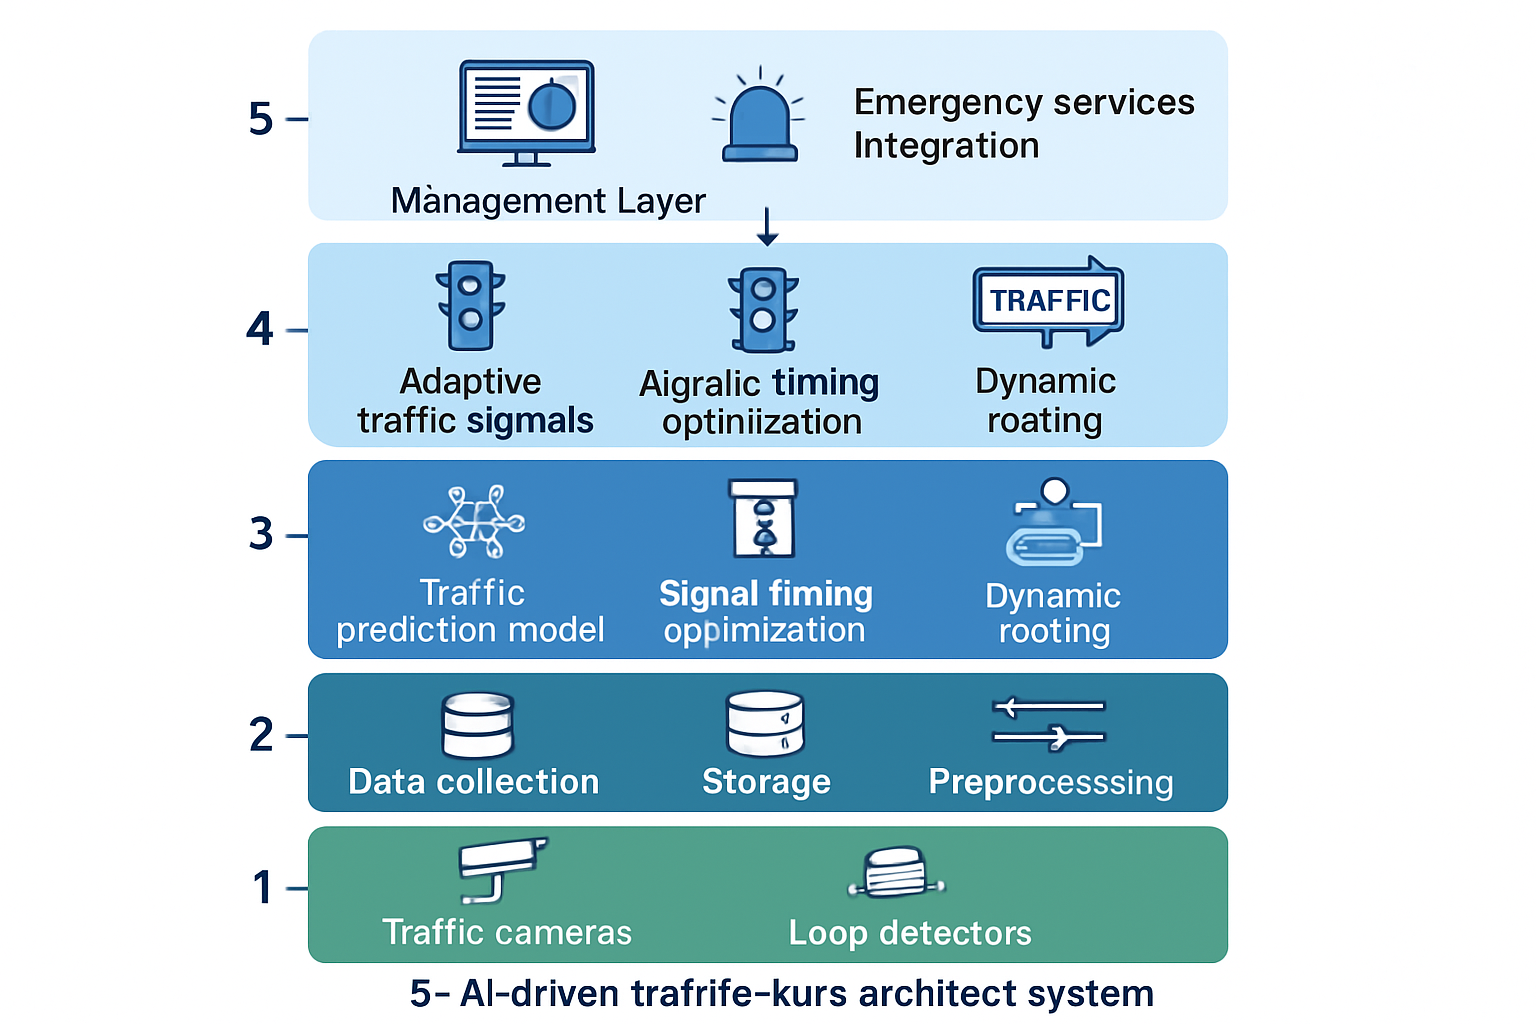 5
Emergency services
Integration
Mànagement Layer
4
TRAFFIC
Adaptive
traffic sigmals
Aigralic timing
optiniization
Dynamic
roating
3
Traffic
prediction model
Signal fiming
oppimization
Dynamic
rooting
2
Data collection
Storage
Preprocesssing
1
Traffic cameras
Loop detectors
5- AI-driven trafrife-kurs architect system